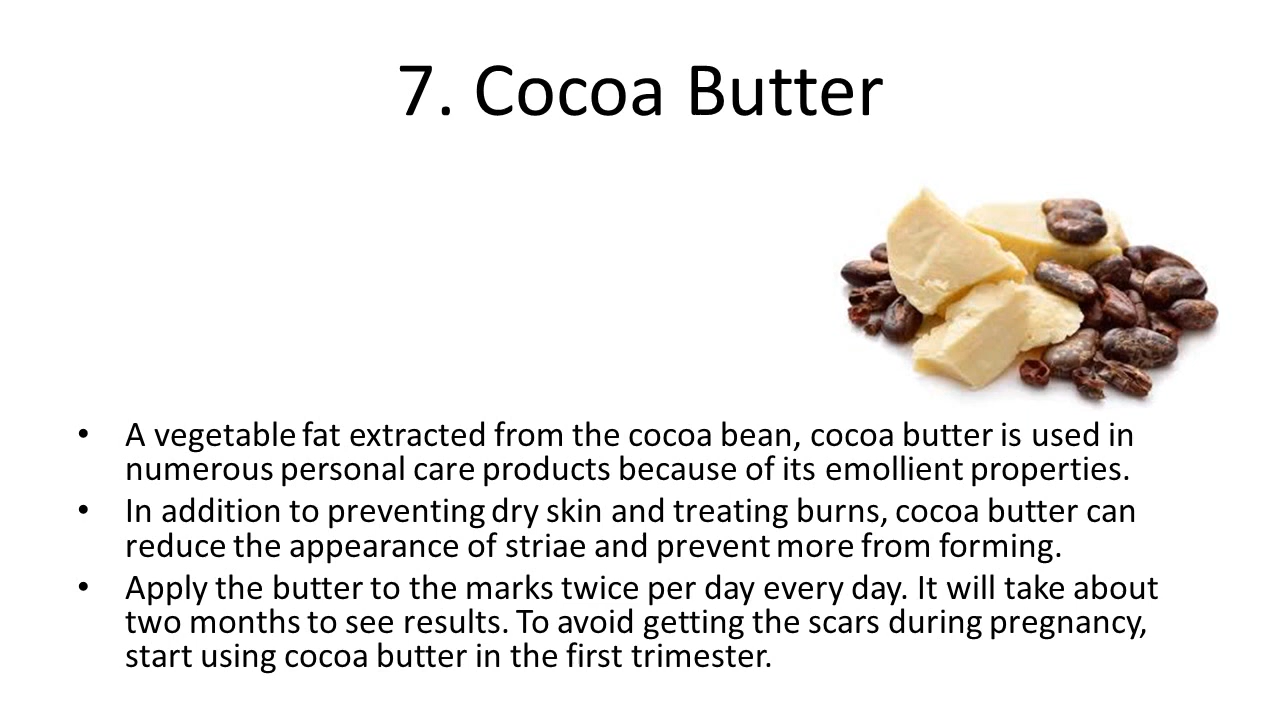 7. Cocoa Butter
• A vegetable fat extracted from the cocoa bean, cocoa butter is used in
numerous personal care products because of its emollient properties.
• In addition to preventing dry skin and treating burns, cocoa butter can
reduce the appearance of striae and prevent more from forming.
• Apply the butter to the marks twice per day every day. It will take about
two months to see results. To avoid getting the scars during pregnancy,
start using cocoa butter in the first trimester.